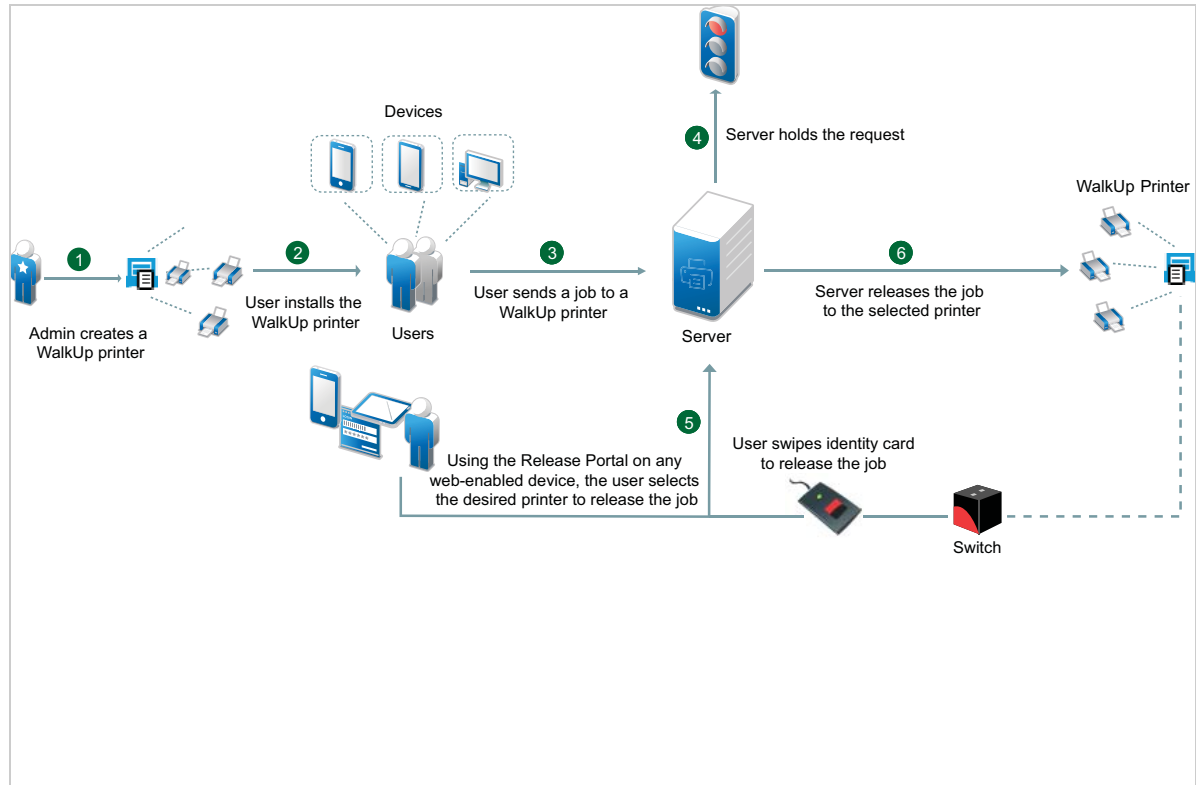 Devices
4
Server holds the request
WalkUp Printer
1
2
3
6
Admin creates a
WalkUp printer
User installs the
WalkUp printer
Users
User sends a job to a
WalkUp printer
Server
Server releases the job
to the selected printer
5
Using the Release Portal on any
web-enabled device, the user selects
the desired printer to release the job
User swipes identity card
to release the job
Switch